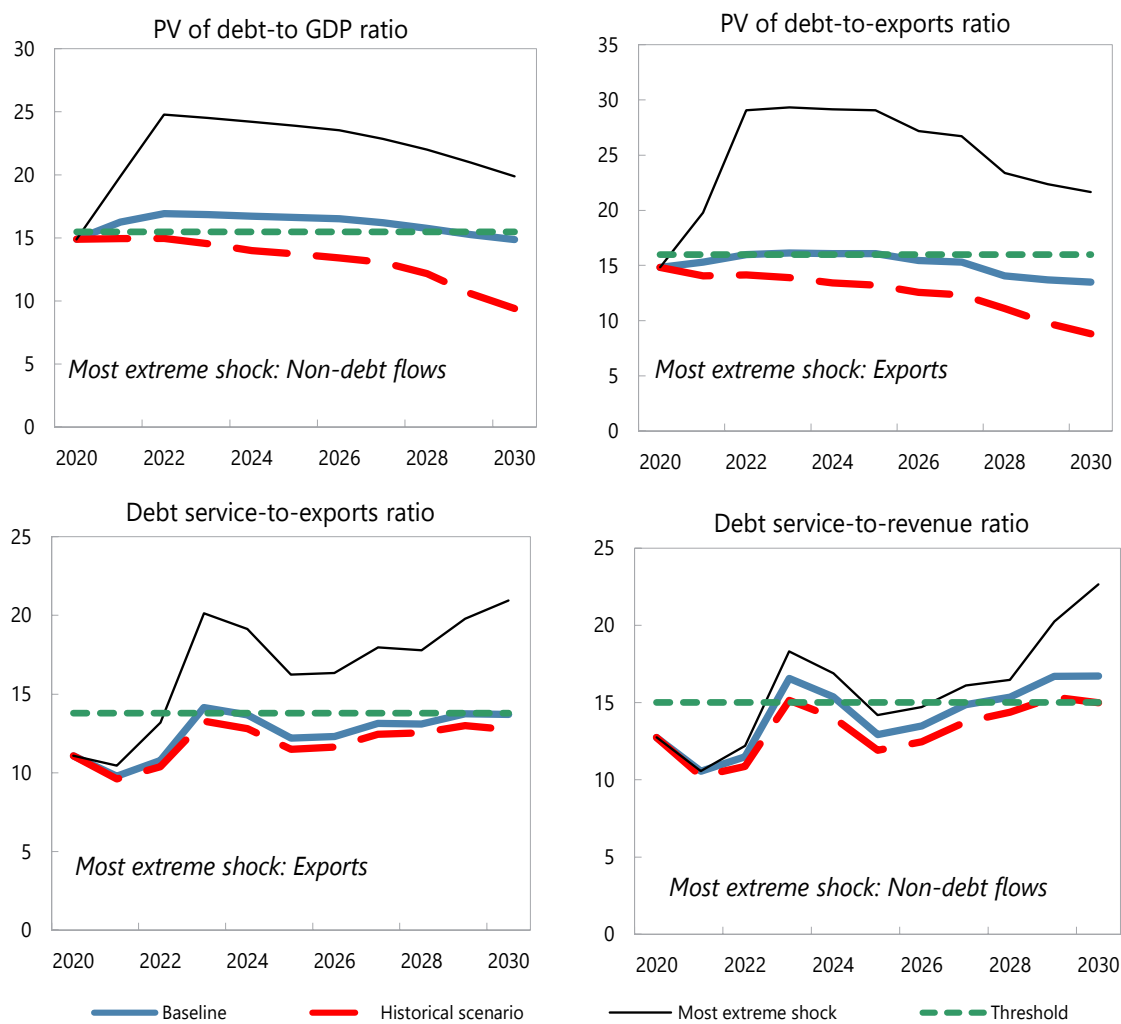 PV of debt-to GDP ratio
30
25
20
15
10
5
0
2020 2022 2024 2026 2028 2030
Most extreme shock: Non-debt flows
PV of debt-to-exports ratio
35
30
25
20
15
10
5
0
2020 2022 2024 2026 2028 2030
Most extreme shock: Exports
Debt service-to-exports ratio
25
20
15
10
5
0
2020 2022 2024 2026 2028 2030
Most extreme shock: Exports
Debt service-to-revenue ratio
25
20
15
10
5
0
2020 2022 2024 2026 2028 2030
Most extreme shock: Non-debt flows
Baseline Historical scenario Most extreme shock Threshold